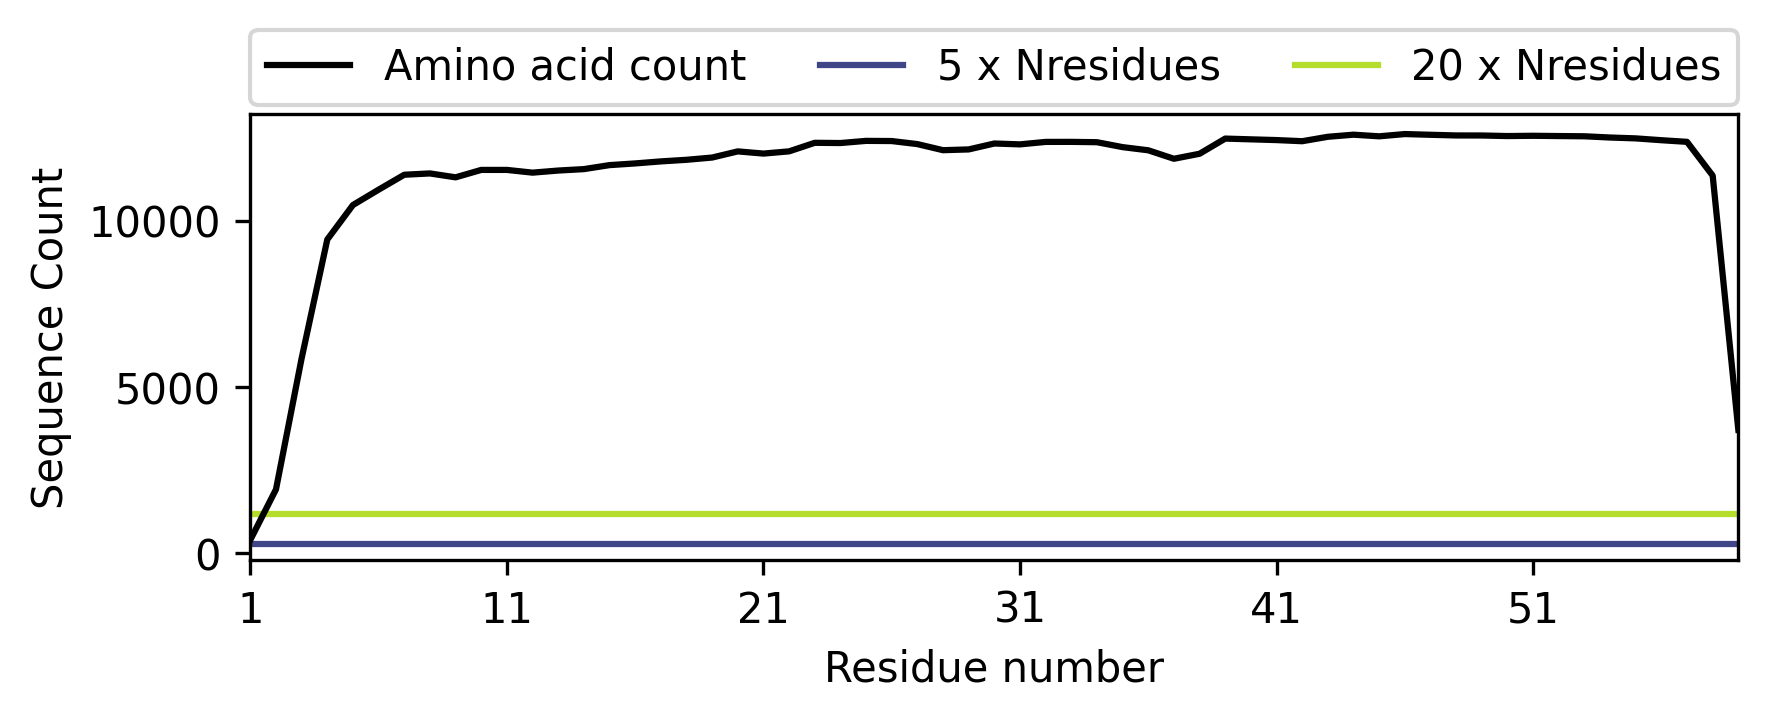 Amino acid count 5 x Nresidues 20 x Nresidues
Sequence Count
10000
5000
0
1 11 21 31 41 51
Residue number